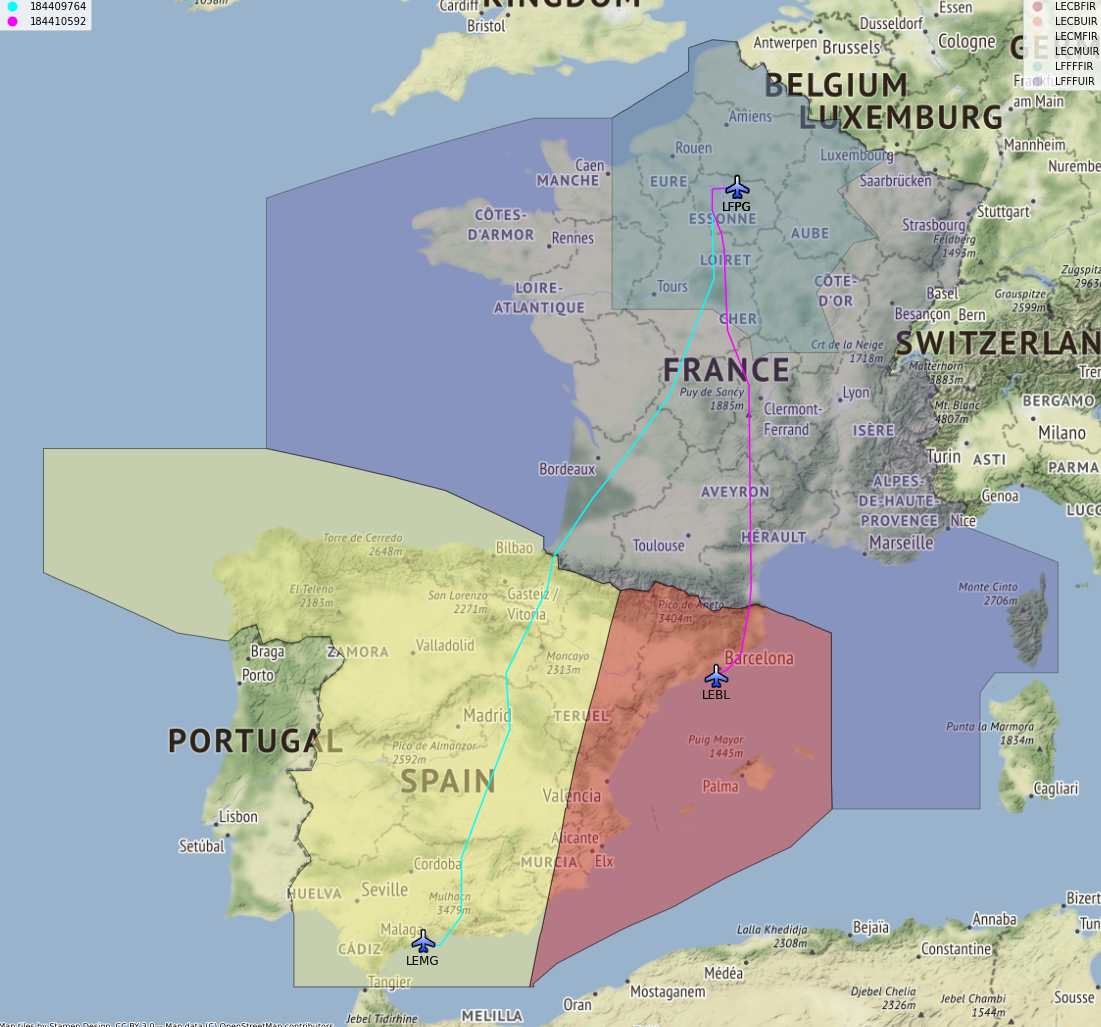 1058m
Cardiff
KINGDOM
184409764
184410592
Bristol
Essen
LECBFIR
LECBUIR
LECMFIR
LECMUIR
LFFFFIR
LFFFUIR
Dusseldorf
Antwerpen
Brussels
Cologne
BELGIUM
am Main
LUXEMBURG
Amiens
Mannheim
Rouen
Luxembourg
Caen
MANCHE
EURE
Saarbrücken
LFPG
ESSONNE
Stuttgart
CÔTES-
D'ARMOR
Rennes
AUBE
Strasbourg
Feldberg
1493m
LOIRET
LOIRE-
ATLANTIQUE
Tours
CÔTE-
D'OR
Basel
Grauspitze
2599m
CHER
Besançon
Bern
Crt de la Neige
1718m
SWITZERLAN
FRANCE
Matterhorn
3883m
Puy de Sancy
1885m
Lyon
Clermont-
Ferrand
Mt. Blanc
4807m
BERGAMO
ISÈRE
Milano
Turin
ASTI
PARMA
Bordeaux
AVEYRON
ALPES-
DE-HAUTE-
PROVENCE
Genoa
Nice
Toulouse
HÉRAULT
Marseille
Torre de Cerredo
2648m
Bilbao
El Teleno
2183m
San Lorenzo
2271m
Gasteiz /
Vitoria
Pico de Aneto
3404m
Monte Cinto
2706m
Braga
Porto
ZAMORA
Valladolid
Moncayo
2313m
Barcelona
LEBL
PORTUGAL
Madrid
TERUEL
Pico de Almanzor
2592m
SPAIN
Puig Mayor
1445m
Palma
Punta la Marmora
1834m
Cagliari
Valencia
Lisbon
Setúbal
Alicante
Elx
MURCIA
Cordoba
HUELVA
Seville
Mulhacn
3479m
Malaga
CÁDIZ
LEMG
Tangier
Lalla Khedidja
2308m
Bejaïa
Annaba
Constantine
Médéa
Mostaganem
Oran
Djebel Chelia
2326m
Jebel Chambi
1544m
Sousse
Jebel Tidirhine
MELILLA
Map tiles by Stamen Design, CC BY 3.0 -- Map data (C) OpenStreetMap contributors